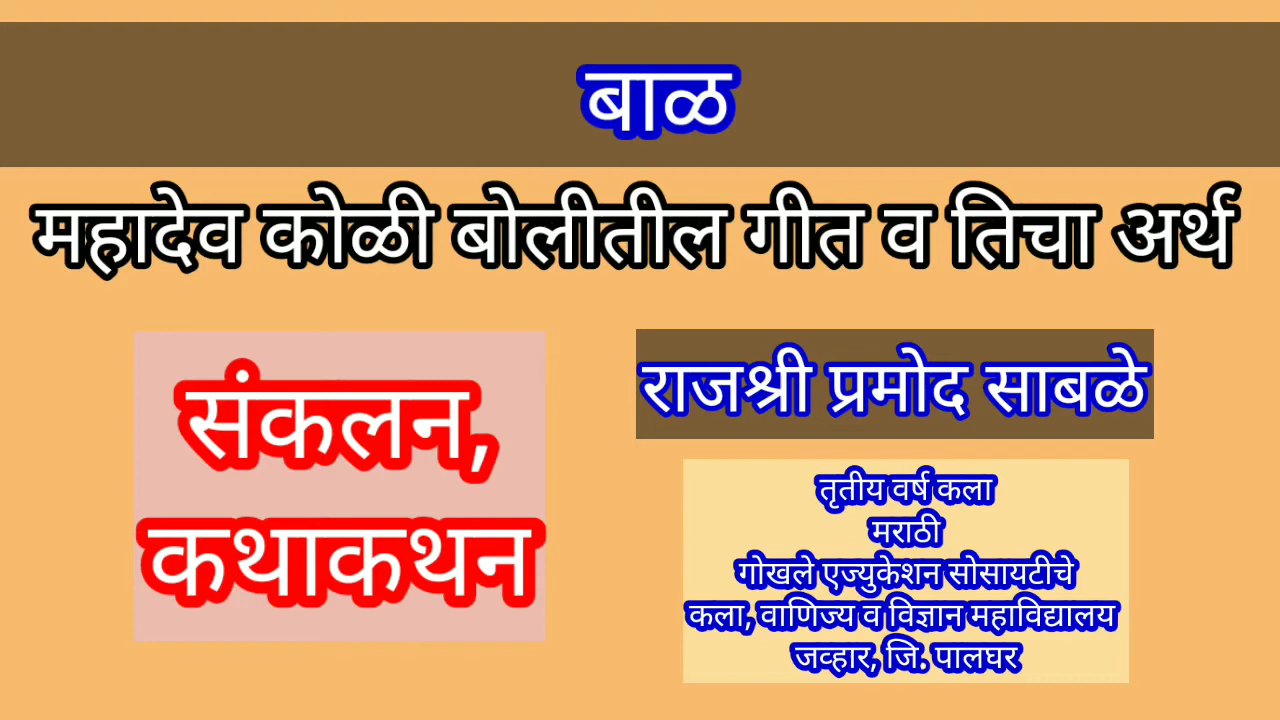 बाळ
महादेव कोळी बोलीतील गीत व तिचा अर्थ
संकलन,
कथाकथन
राजश्री प्रमोद साबळे
तृतीय वर्ष कला
मराठी
गोखले एज्युकेशन सोसायटीचे
कला, वाणिज्य व विज्ञान महाविद्यालय
जव्हार, जि. पालघर